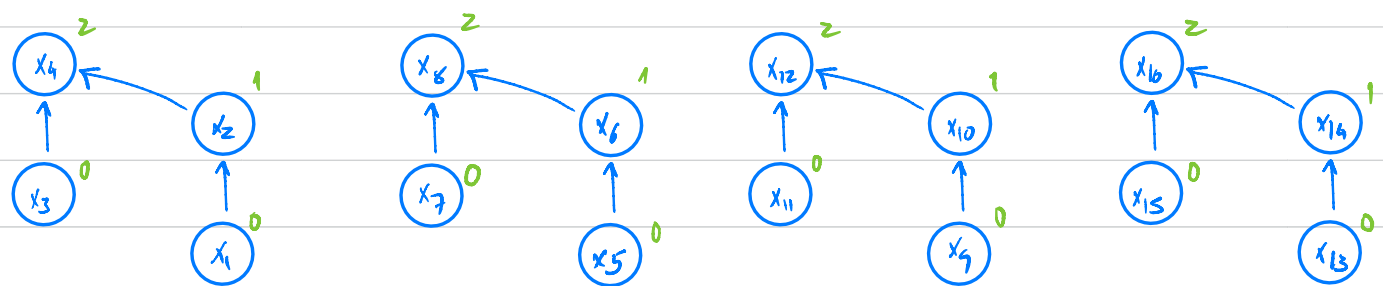 2 2 2 2
x₄ x₈ x₁₂ x₁₆
1 1 1 1
x₂ x₆ x₁₀ x₁₄
0 0 0 0
x₃ x₇ x₁₁ x₁₅
0 0 0 0
x₁ x5 x₉ x₁₃